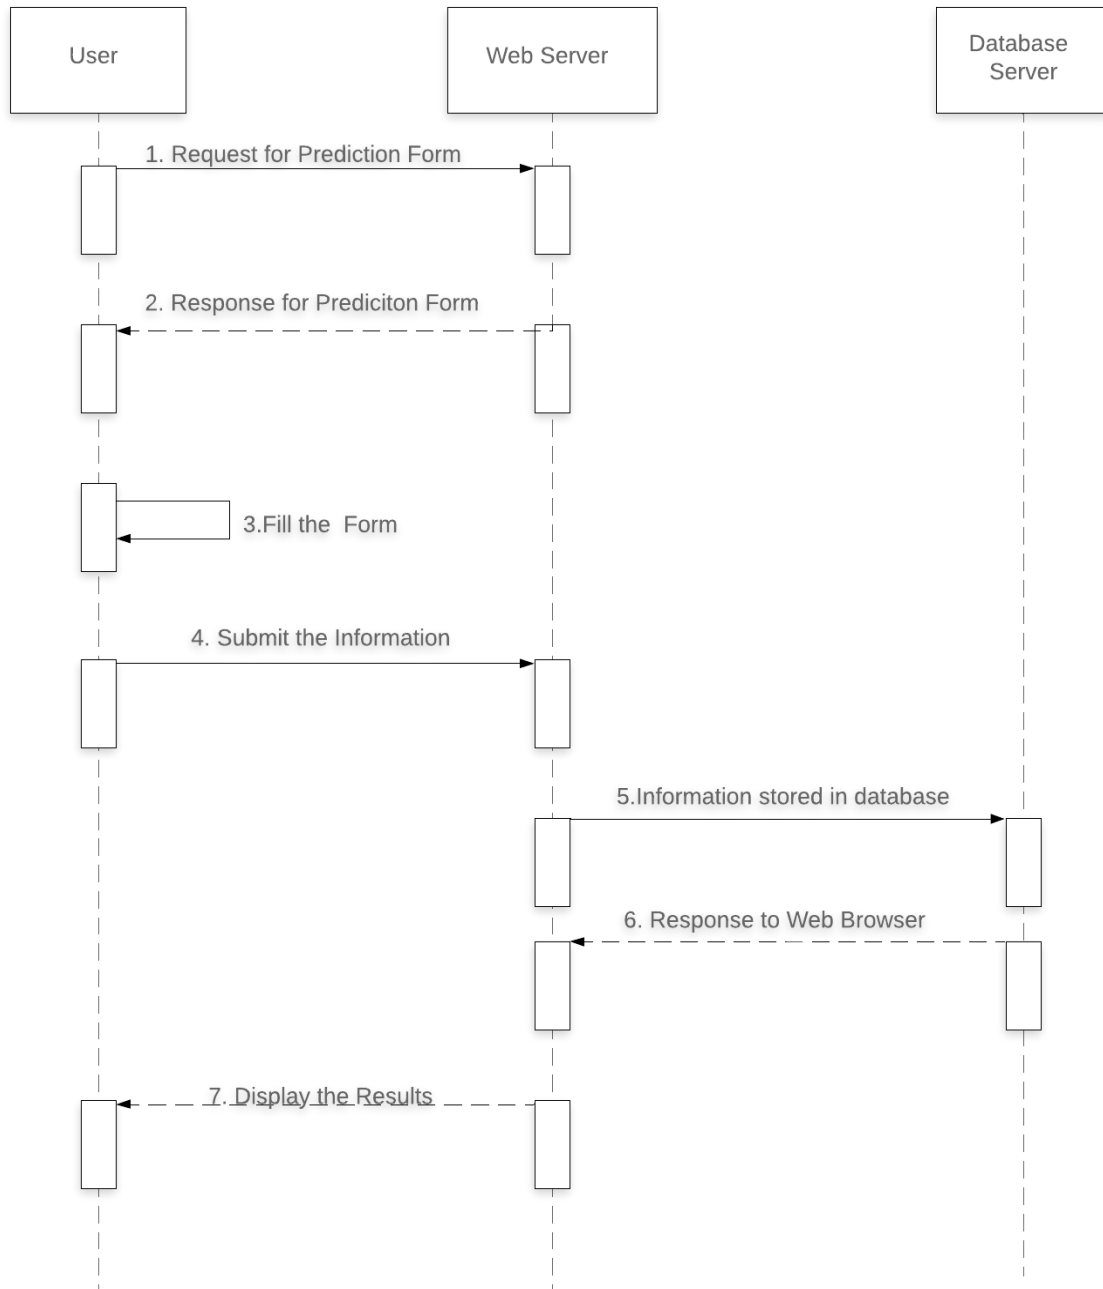 User
Web Server
Database
Server
1. Request for Prediction Form
2. Response for Prediciton Form
3.Fill the  Form
4. Submit the Information
5.Information stored in database
6. Response to Web Browser
7. Display the Results